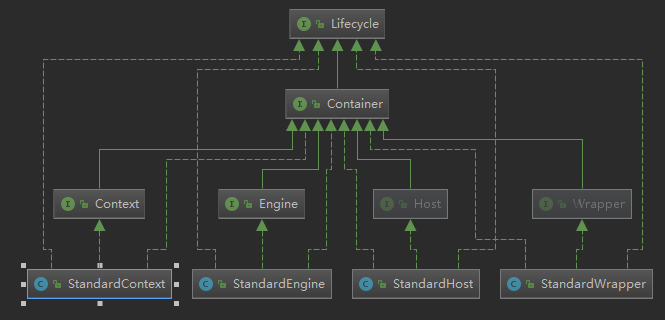 I Lifecycle
I Container
I Context
I Engine
I Host
I Wrapper
C StandardContext
C StandardEngine
C StandardHost
C StandardWrapper